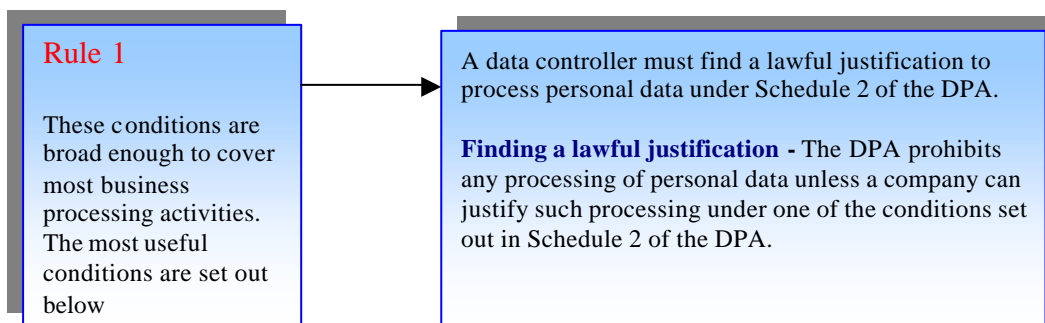 Rule 1
These conditions are
broad enough to cover
most business
processing activities.
The most useful
conditions are set out
below
A data controller must find a lawful justification to
process personal data under Schedule 2 of the DPA.
Finding a lawful justification - The DPA prohibits
any processing of personal data unless a company can
justify such processing under one of the conditions set
out in Schedule 2 of the DPA.